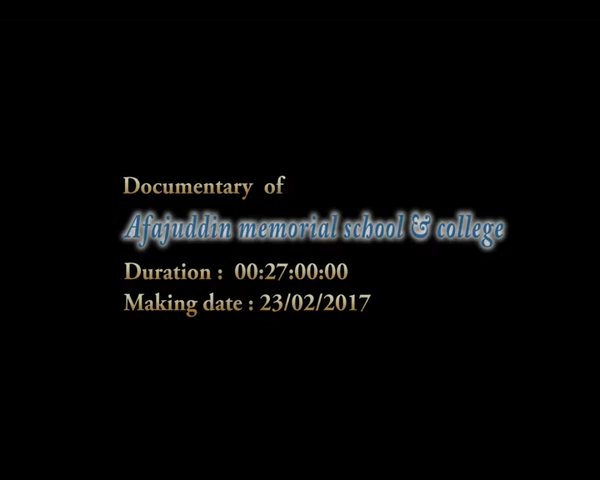 Documentary of
Afajuddin memorial school & college
Duration : 00:27:00:00
Making date : 23/02/2017